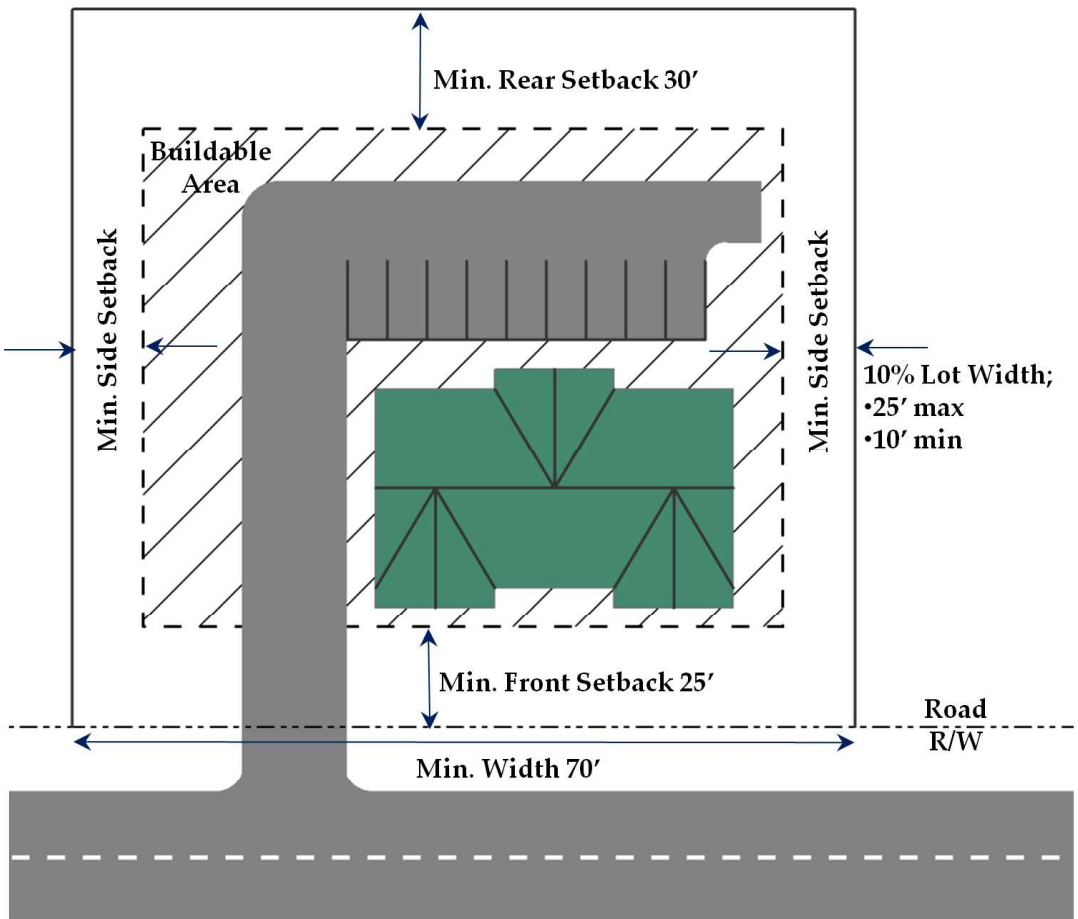 Min. Rear Setback 30’
Buildable
Area
Min. Side Setback
Min. Side Setback
10% Lot Width;
•25’ max
•10’ min
Min. Front Setback 25’
Road
R/W
Min. Width 70’